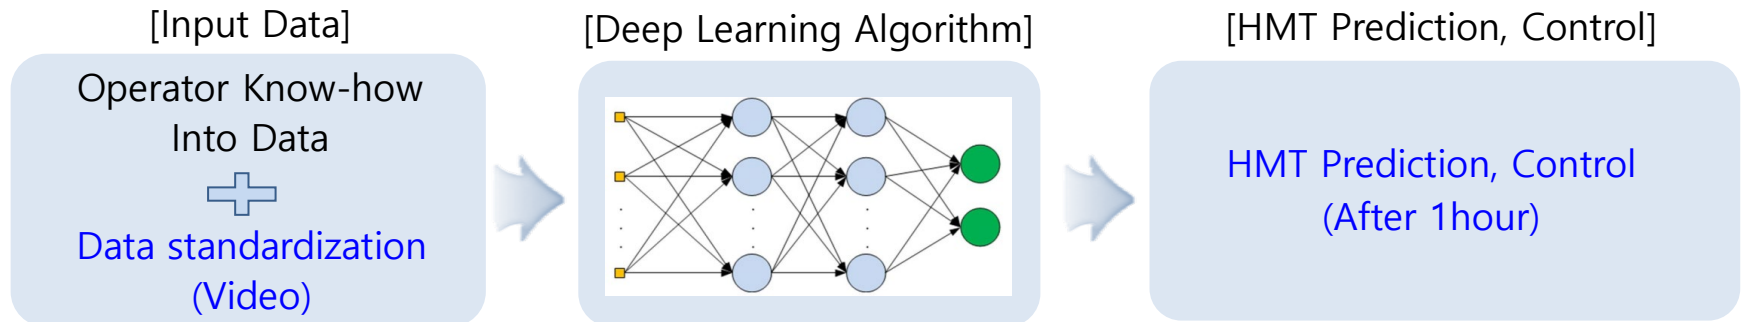 [Input Data]
Operator Know-how
Into Data
Data standardization
(Video)
[Deep Learning Algorithm]
[HMT Prediction, Control]
HMT Prediction, Control
(After 1hour)